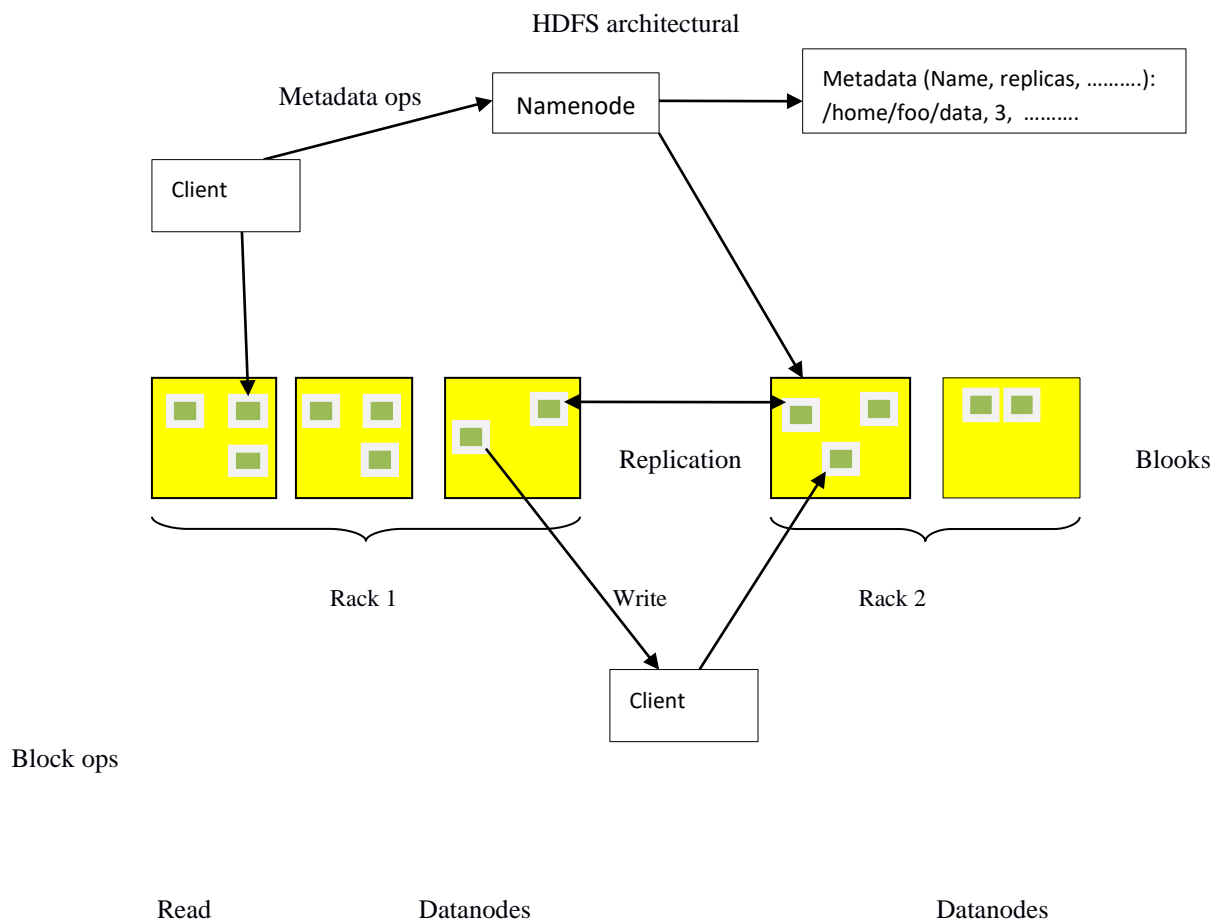 HDFS architectural
Metadata ops
Namenode
Metadata (Name, replicas, ……….):
/home/foo/data, 3, ……….
Client
Replication
Blooks
Rack 1
Write
Rack 2
Client
Block ops
Read
Datanodes
Datanodes